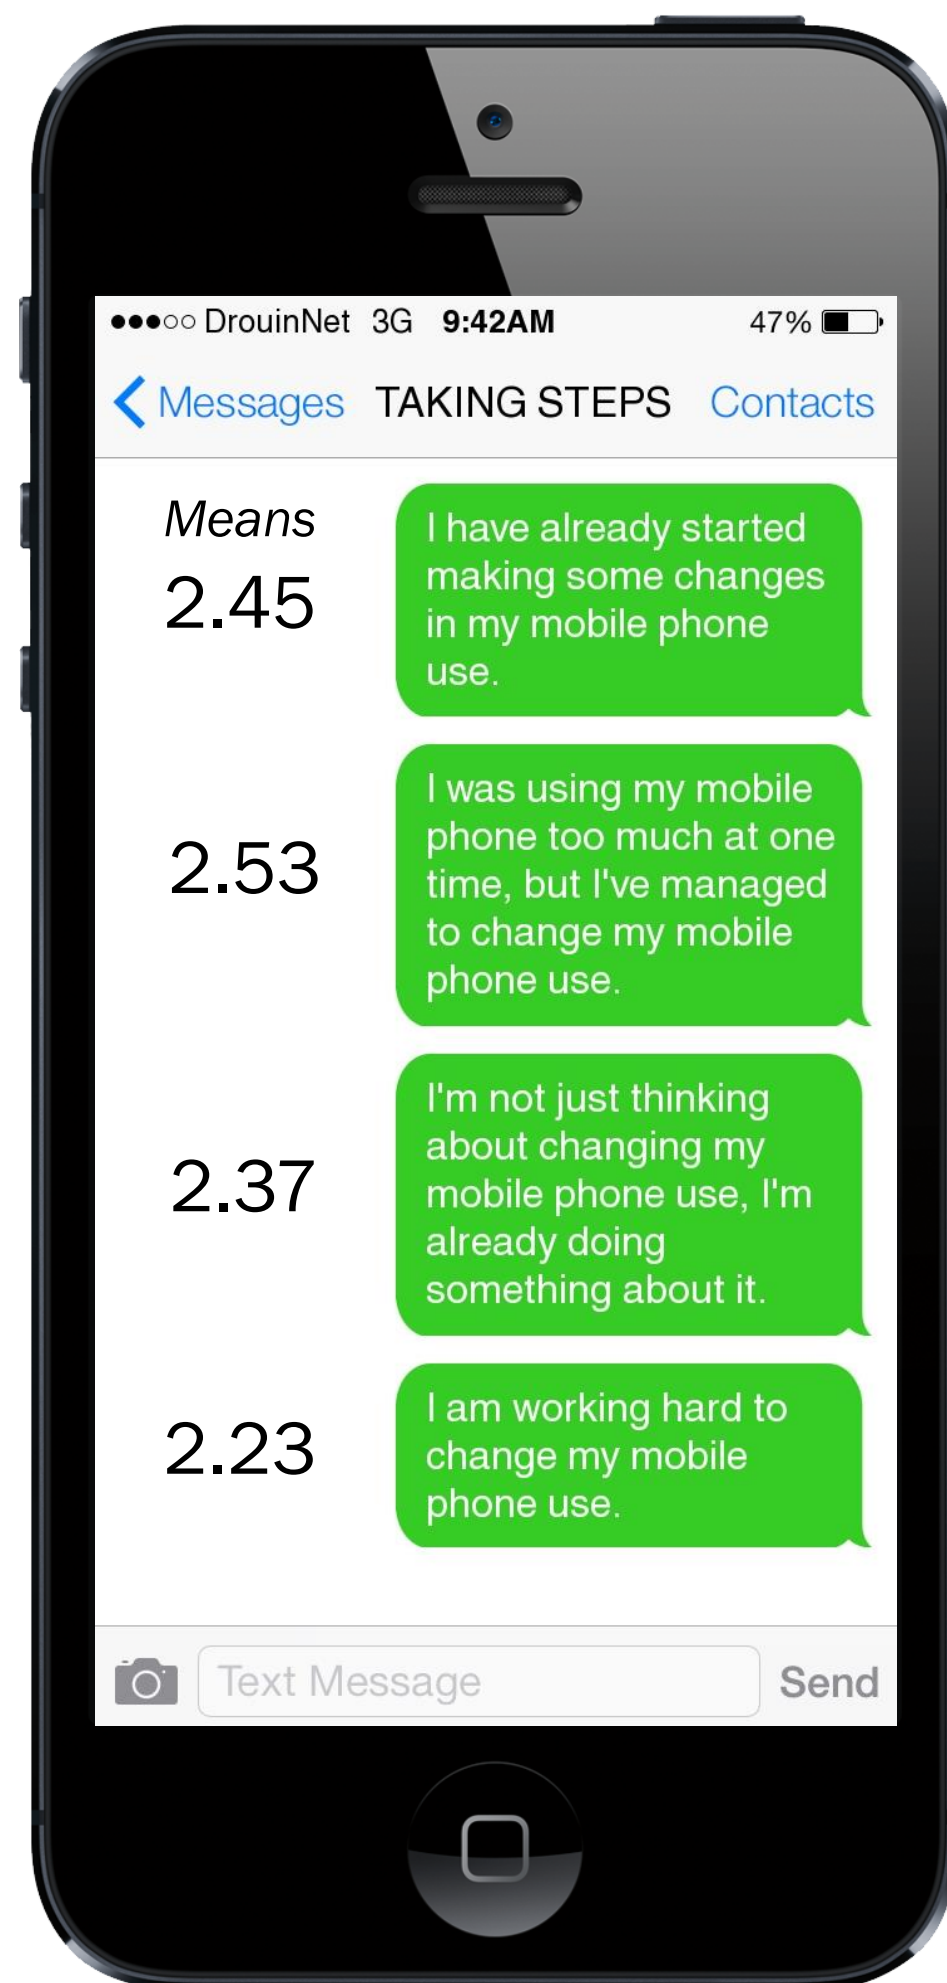 DrouinNet 3G 9:42AM 47%
Messages TAKING STEPS Contacts
Means
2.45
I have already started
making some changes
in my mobile phone
use.
2.53
I was using my mobile
phone too much at one
time, but I've managed
to change my mobile
phone use.
2.37
I'm not just thinking
about changing my
mobile phone use, I'm
already doing
something about it.
2.23
I am working hard to
change my mobile
phone use.
Text Message Send